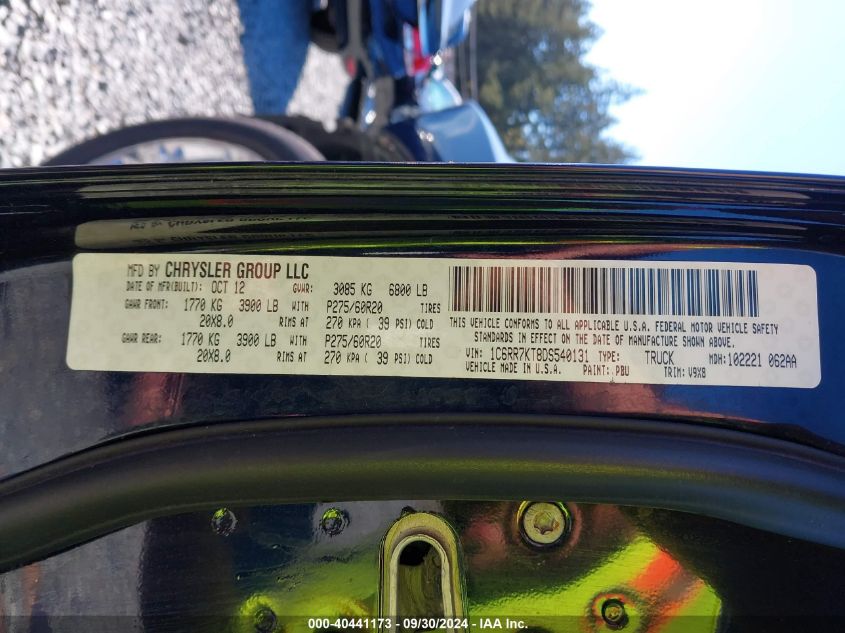 MFD BY CHRYSLER GROUP LLC
DATE OF MFR(BUILT): OCT 12 GVWR: 3085 KG 6800 LB
GAWR FRONT: 1770 KG 3900 LB WITH P275/60R20 TIRES
20X8.0 RIMS AT 270 KPA ( 39 PSI) COLD
GAWR REAR: 1770 KG 3900 LB WITH P275/60R20 TIRES
20X8.0 RIMS AT 270 KPA ( 39 PSI) COLD
THIS VEHICLE CONFORMS TO ALL APPLICABLE U.S.A. FEDERAL MOTOR VEHICLE SAFETY
STANDARDS IN EFFECT ON THE DATE OF MANUFACTURE SHOWN ABOVE.
VIN: 1C6RR7KT8DS540131 TYPE: TRUCK MDH:102221 062AA
VEHICLE MADE IN U.S.A. PAINT: PBU TRIM: V9X8
000-40441173 - 09/30/2024 - IAA Inc.